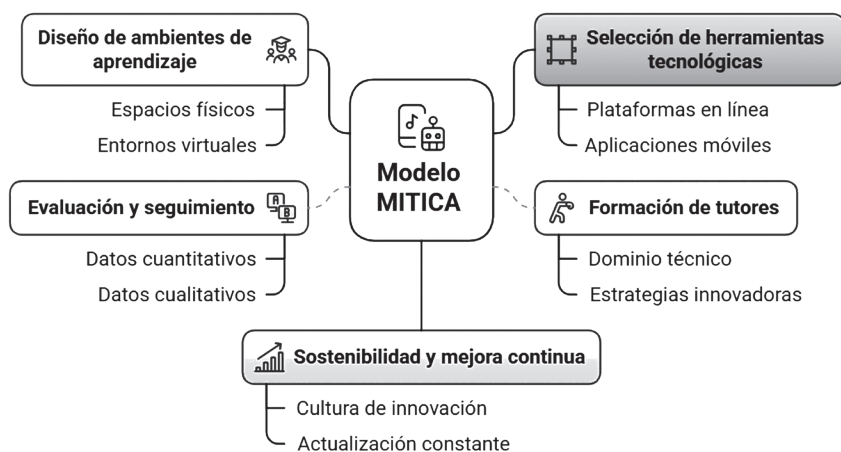 Diseño de ambientes de
aprendizaje
Espacios físicos
Entornos virtuales
Selección de herramientas
tecnológicas
Plataformas en línea
Aplicaciones móviles
Modelo
MITICA
Evaluación y seguimiento
A
B
Datos cuantitativos
Datos cualitativos
Formación de tutores
Dominio técnico
Estrategias innovadoras
Sostenibilidad y mejora continua
Cultura de innovación
Actualización constante